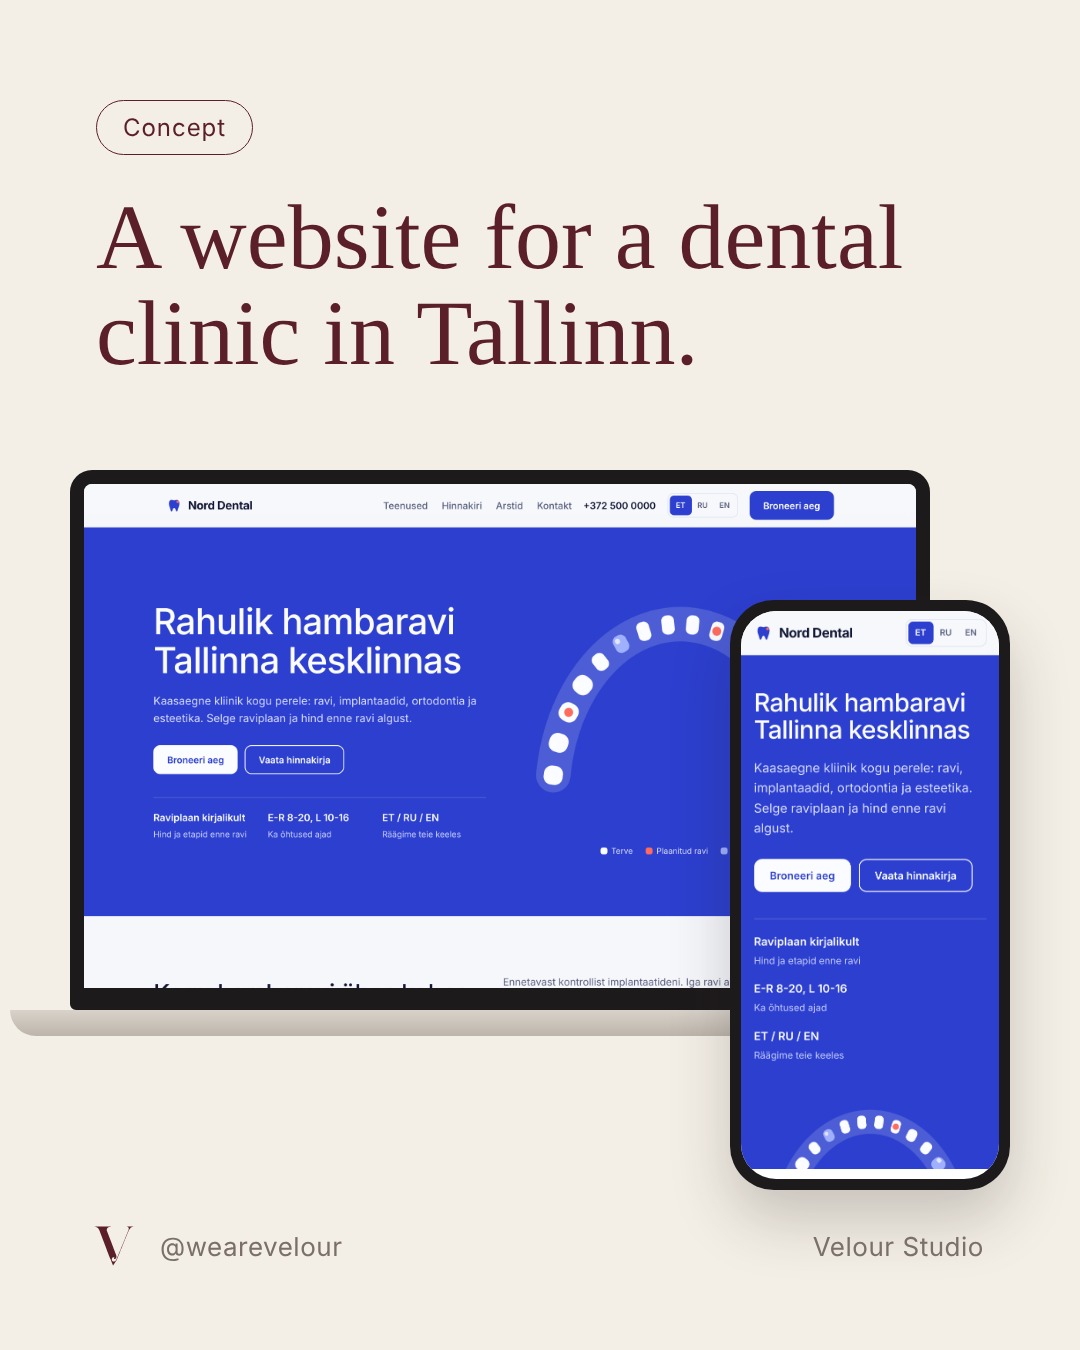 Concept
A website for a dental
clinic in Tallinn.
Nord Dental
Teenused Hinnakiri Arstid Kontakt +372 500 0000 ET RU EN Broneeri aeg
Rahulik hambaravi
Tallinna kesklinnas
Kaasaegne kliinik kogu perele: ravi, implantaadid, ortodontia ja
esteetika. Selge raviplaan ja hind enne ravi algust.
Broneeri aeg Vaata hinnakirja
Raviplaan kirjalikult E-R 8-20, L 10-16 ET / RU / EN
Hind ja etapid enne ravi Ka õhtused ajad Räägime teie keeles
Terve Plaanitud ravi
Ennetavast kontrollist implantaatideni. Iga ravi a
Nord Dental ET RU EN
Rahulik hambaravi
Tallinna kesklinnas
Kaasaegne kliinik kogu perele: ravi,
implantaadid, ortodontia ja esteetika.
Selge raviplaan ja hind enne ravi
algust.
Broneeri aeg Vaata hinnakirja
Raviplaan kirjalikult
Hind ja etapid enne ravi
E-R 8-20, L 10-16
Ka õhtused ajad
ET / RU / EN
Räägime teie keeles
V @wearevelour Velour Studio